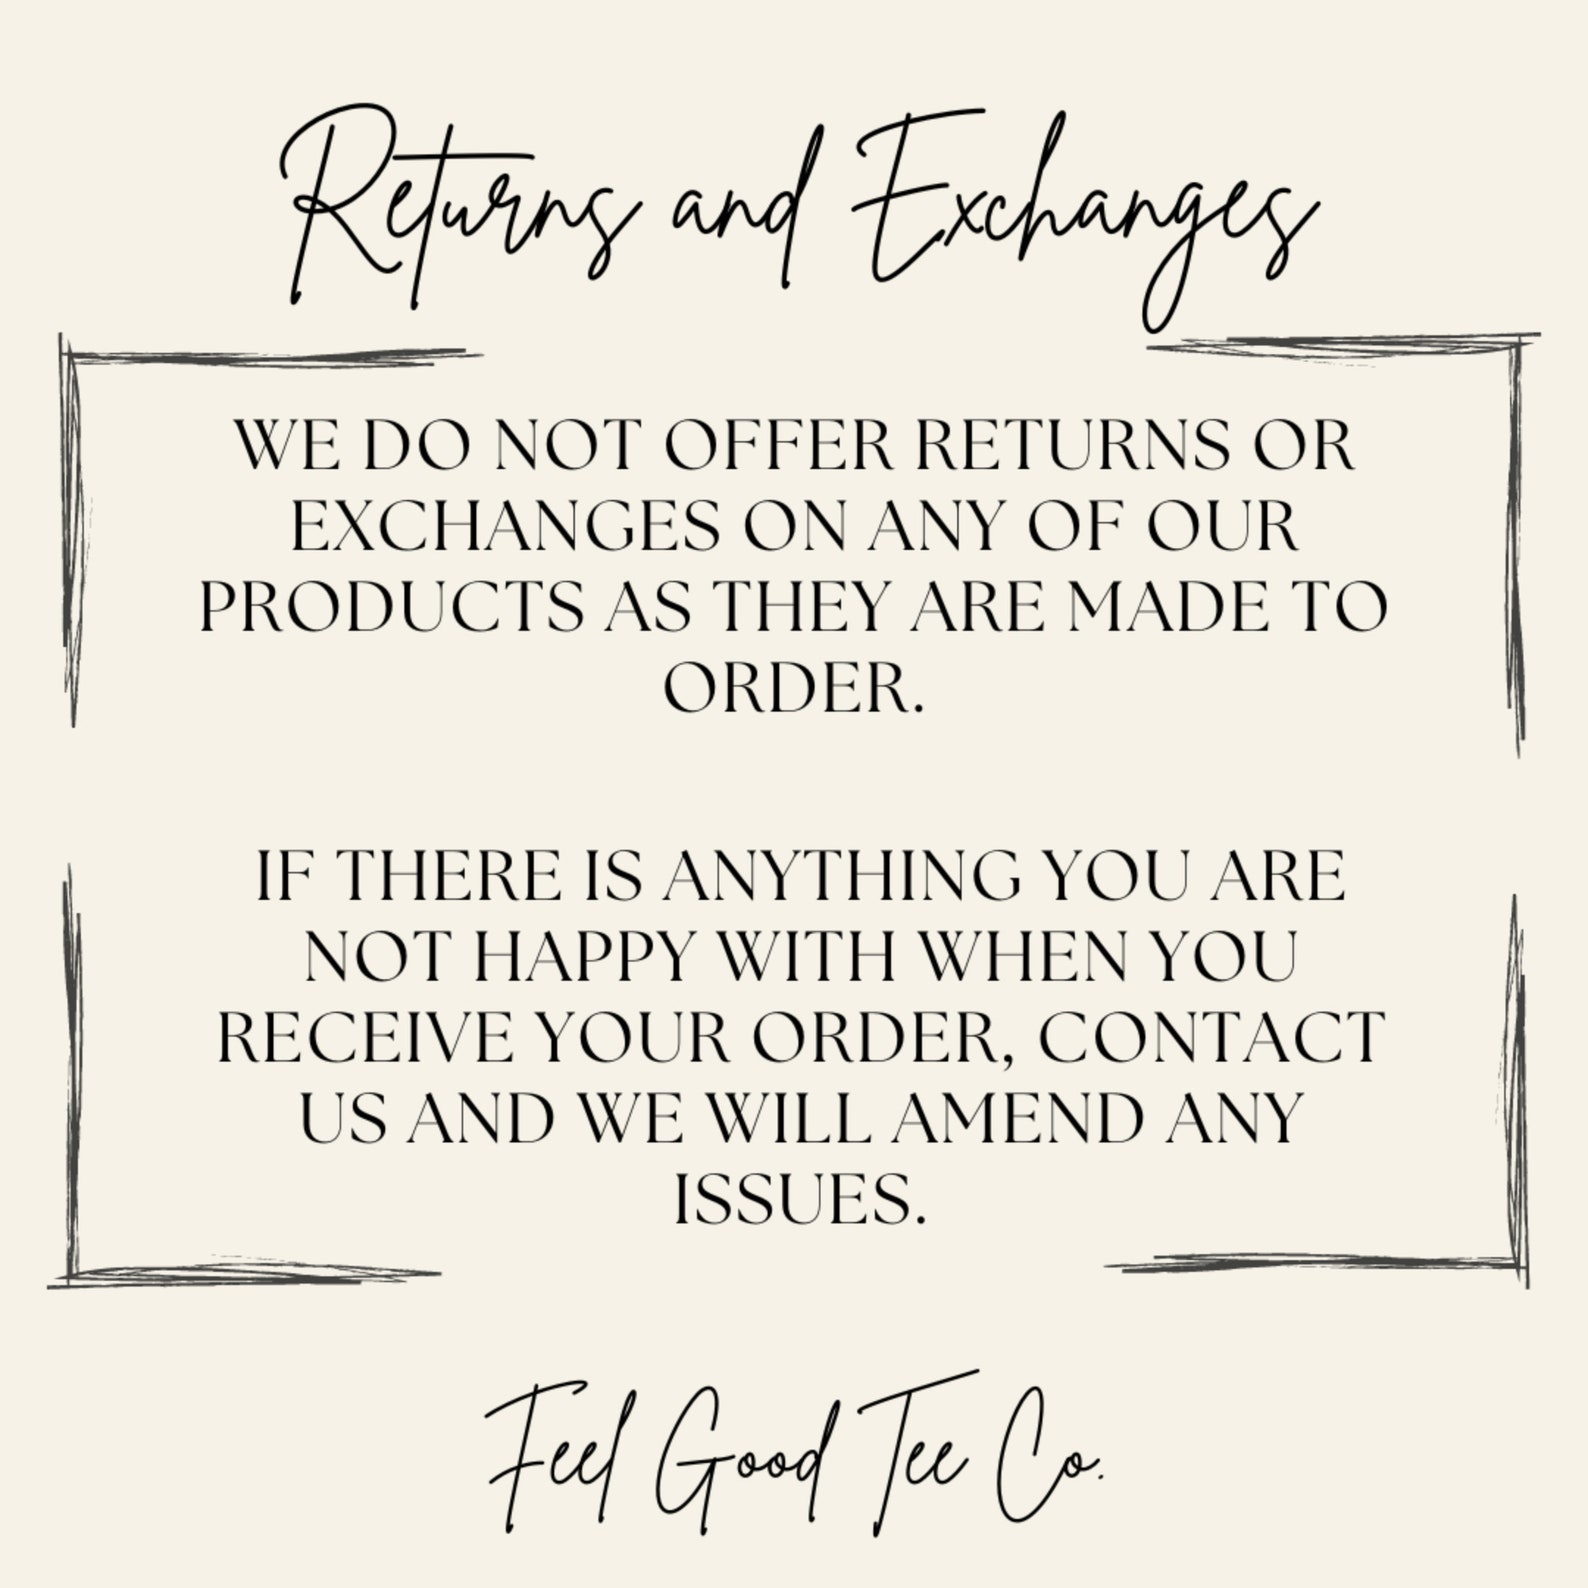 Returns and Exchanges
WE DO NOT OFFER RETURNS OR
EXCHANGES ON ANY OF OUR
PRODUCTS AS THEY ARE MADE TO
ORDER.
IF THERE IS ANYTHING YOU ARE
NOT HAPPY WITH WHEN YOU
RECEIVE YOUR ORDER, CONTACT
US AND WE WILL AMEND ANY
ISSUES.
Feel Good Tee Co.